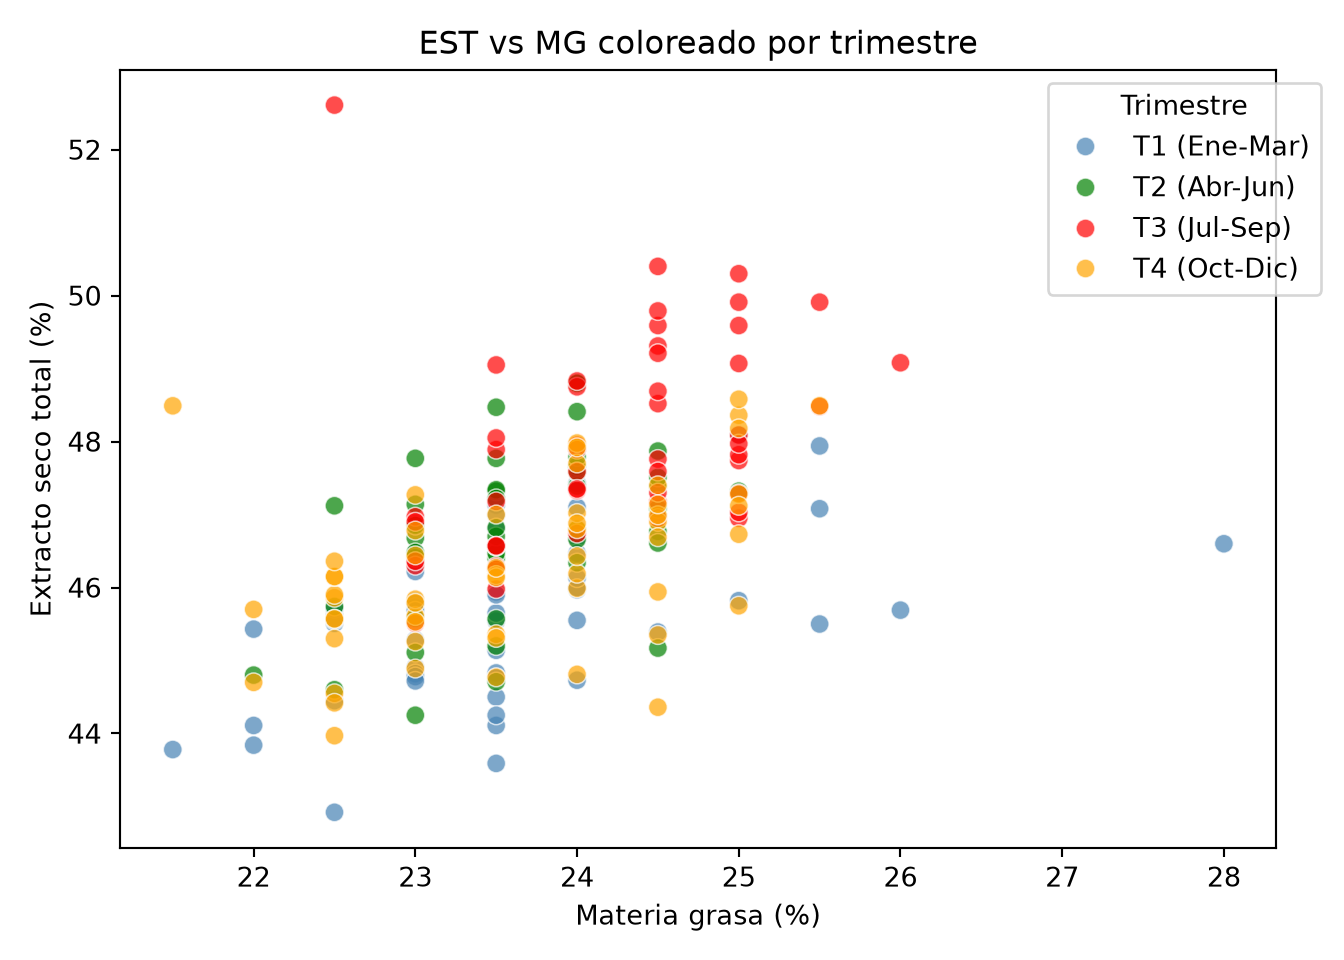 EST vs MG coloreado por trimestre
Trimestre
T1 (Ene-Mar)
T2 (Abr-Jun)
T3 (Jul-Sep)
T4 (Oct-Dic)
Extracto seco total (%)
52
50
48
46
44
22 23 24 25 26 27 28
Materia grasa (%)